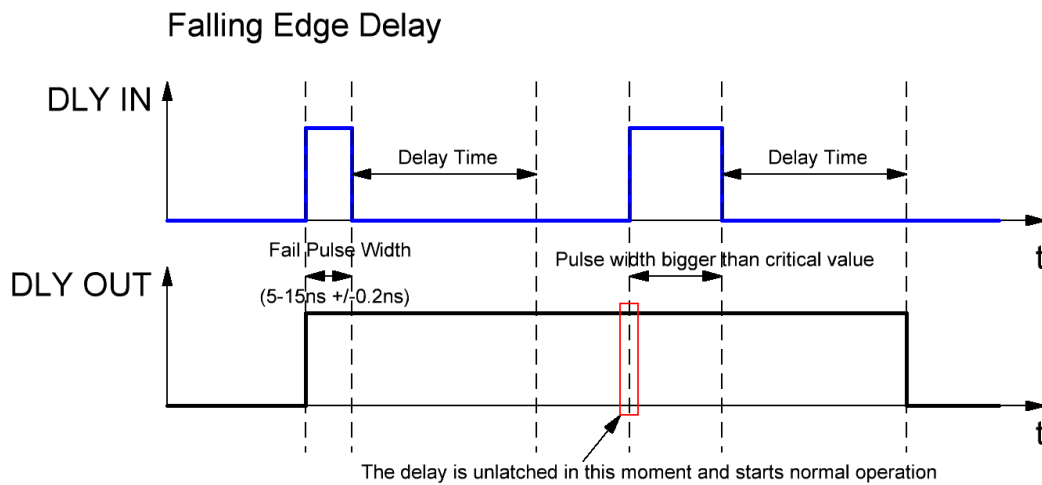 Falling Edge Delay
DLY IN
Delay Time
Delay Time
t
Fail Pulse Width
(5-15ns +/-0.2ns)
Pulse width bigger than critical value
DLY OUT
t
The delay is unlatched in this moment and starts normal operation